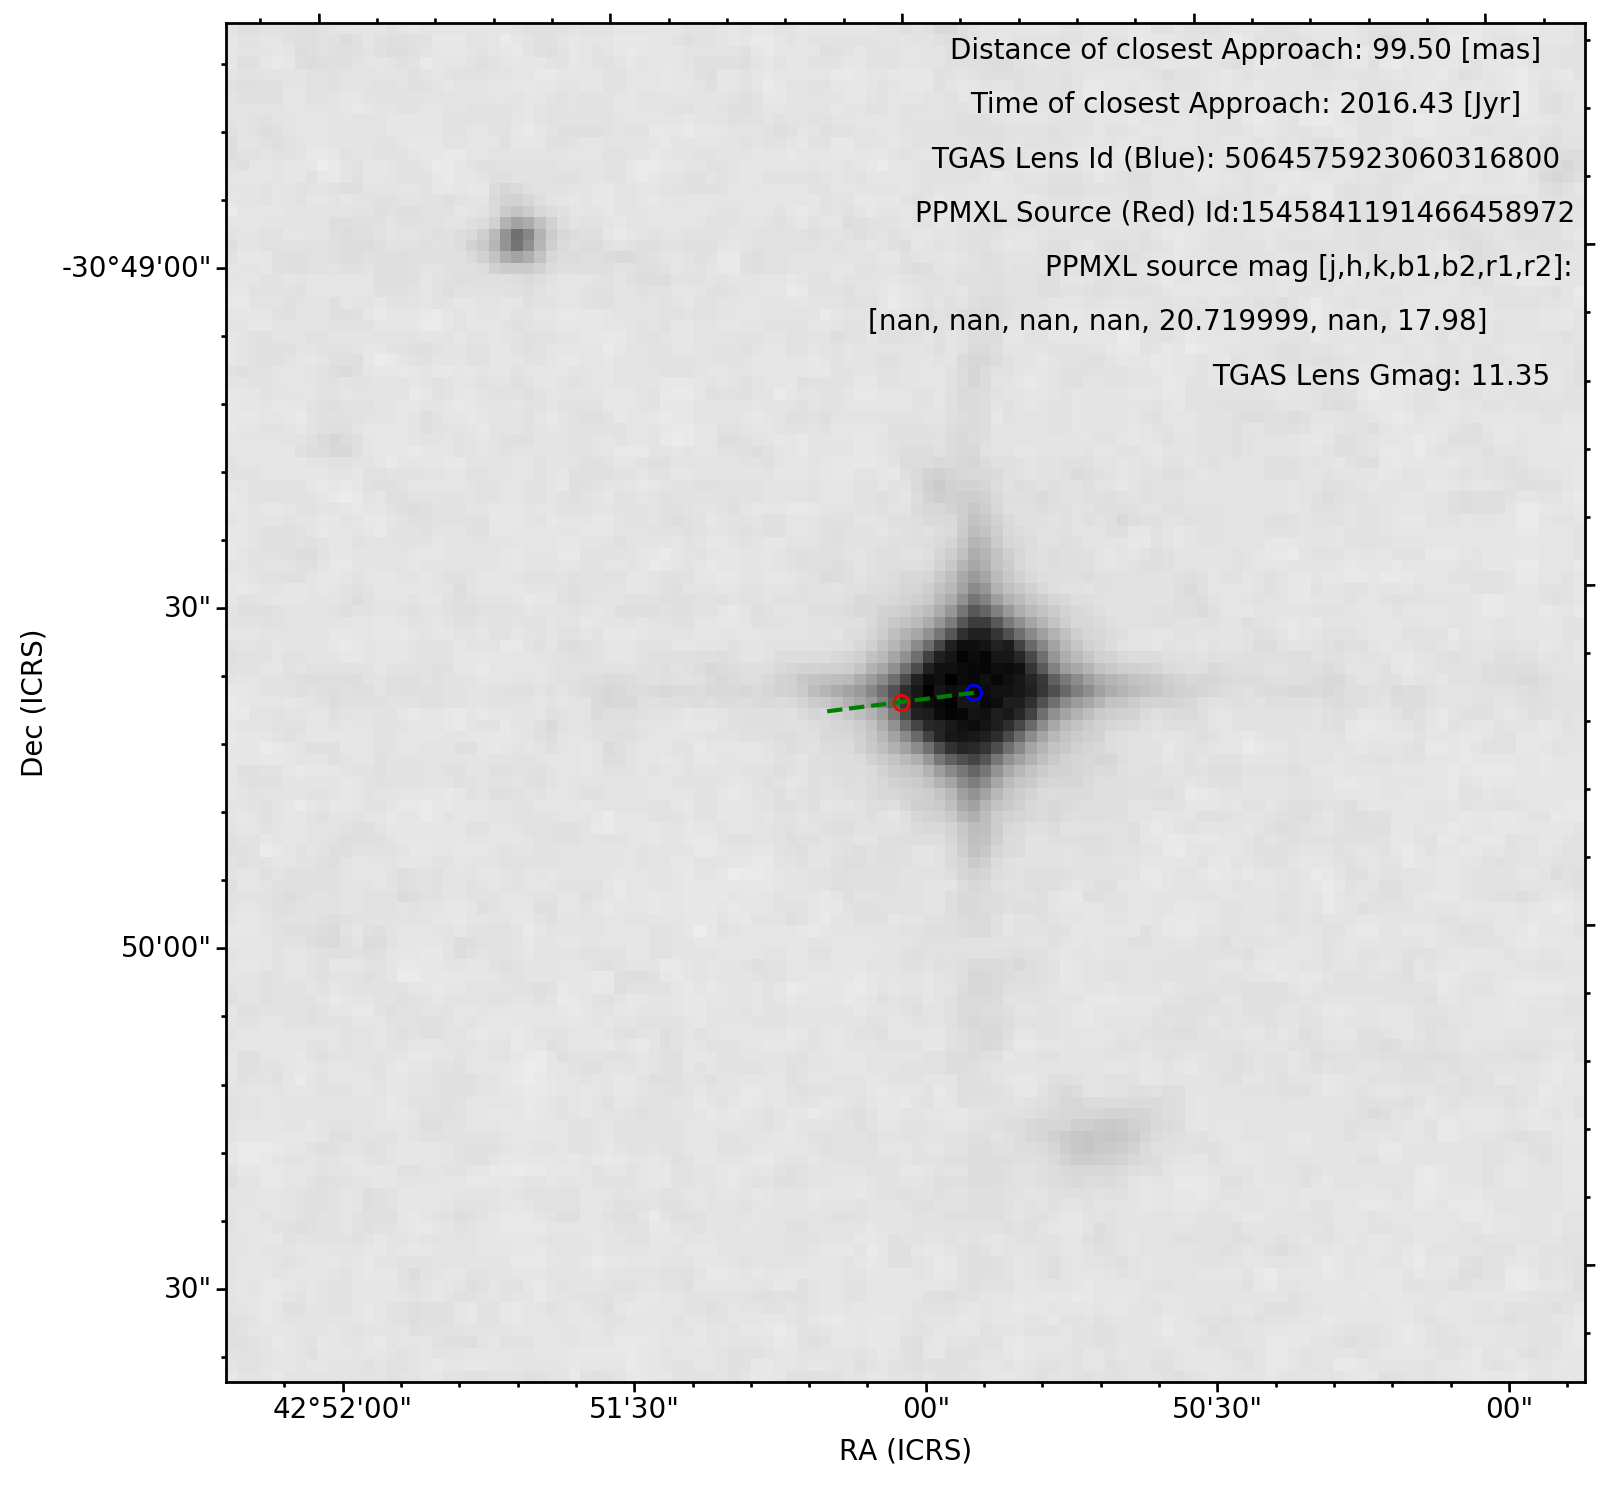 Distance of closest Approach: 99.50 [mas]
Time of closest Approach: 2016.43 [Jyr]
TGAS Lens Id (Blue): 5064575923060316800
PPMXL Source (Red) Id:1545841191466458972
PPMXL source mag [j,h,k,b1,b2,r1,r2]:
[nan, nan, nan, nan, 20.719999, nan, 17.98]
TGAS Lens Gmag: 11.35
-30°49'00"
30"
50'00"
30"
Dec (ICRS)
42°52'00" 51'30" 00" 50'30" 00"
RA (ICRS)